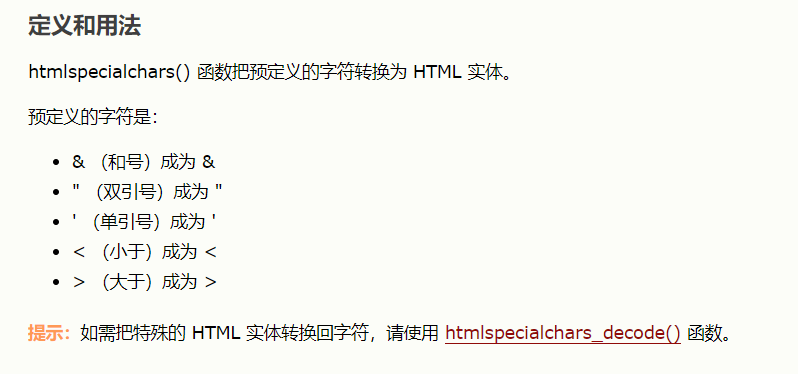 定义和用法
htmlspecialchars() 函数把预定义的字符转换为 HTML 实体。
预定义的字符是：
• & （和号）成为 &
• " （双引号）成为 "
• ' （单引号）成为 '
• < （小于）成为 <
• > （大于）成为 >
提示：如需把特殊的 HTML 实体转换回字符，请使用 htmlspecialchars_decode() 函数。